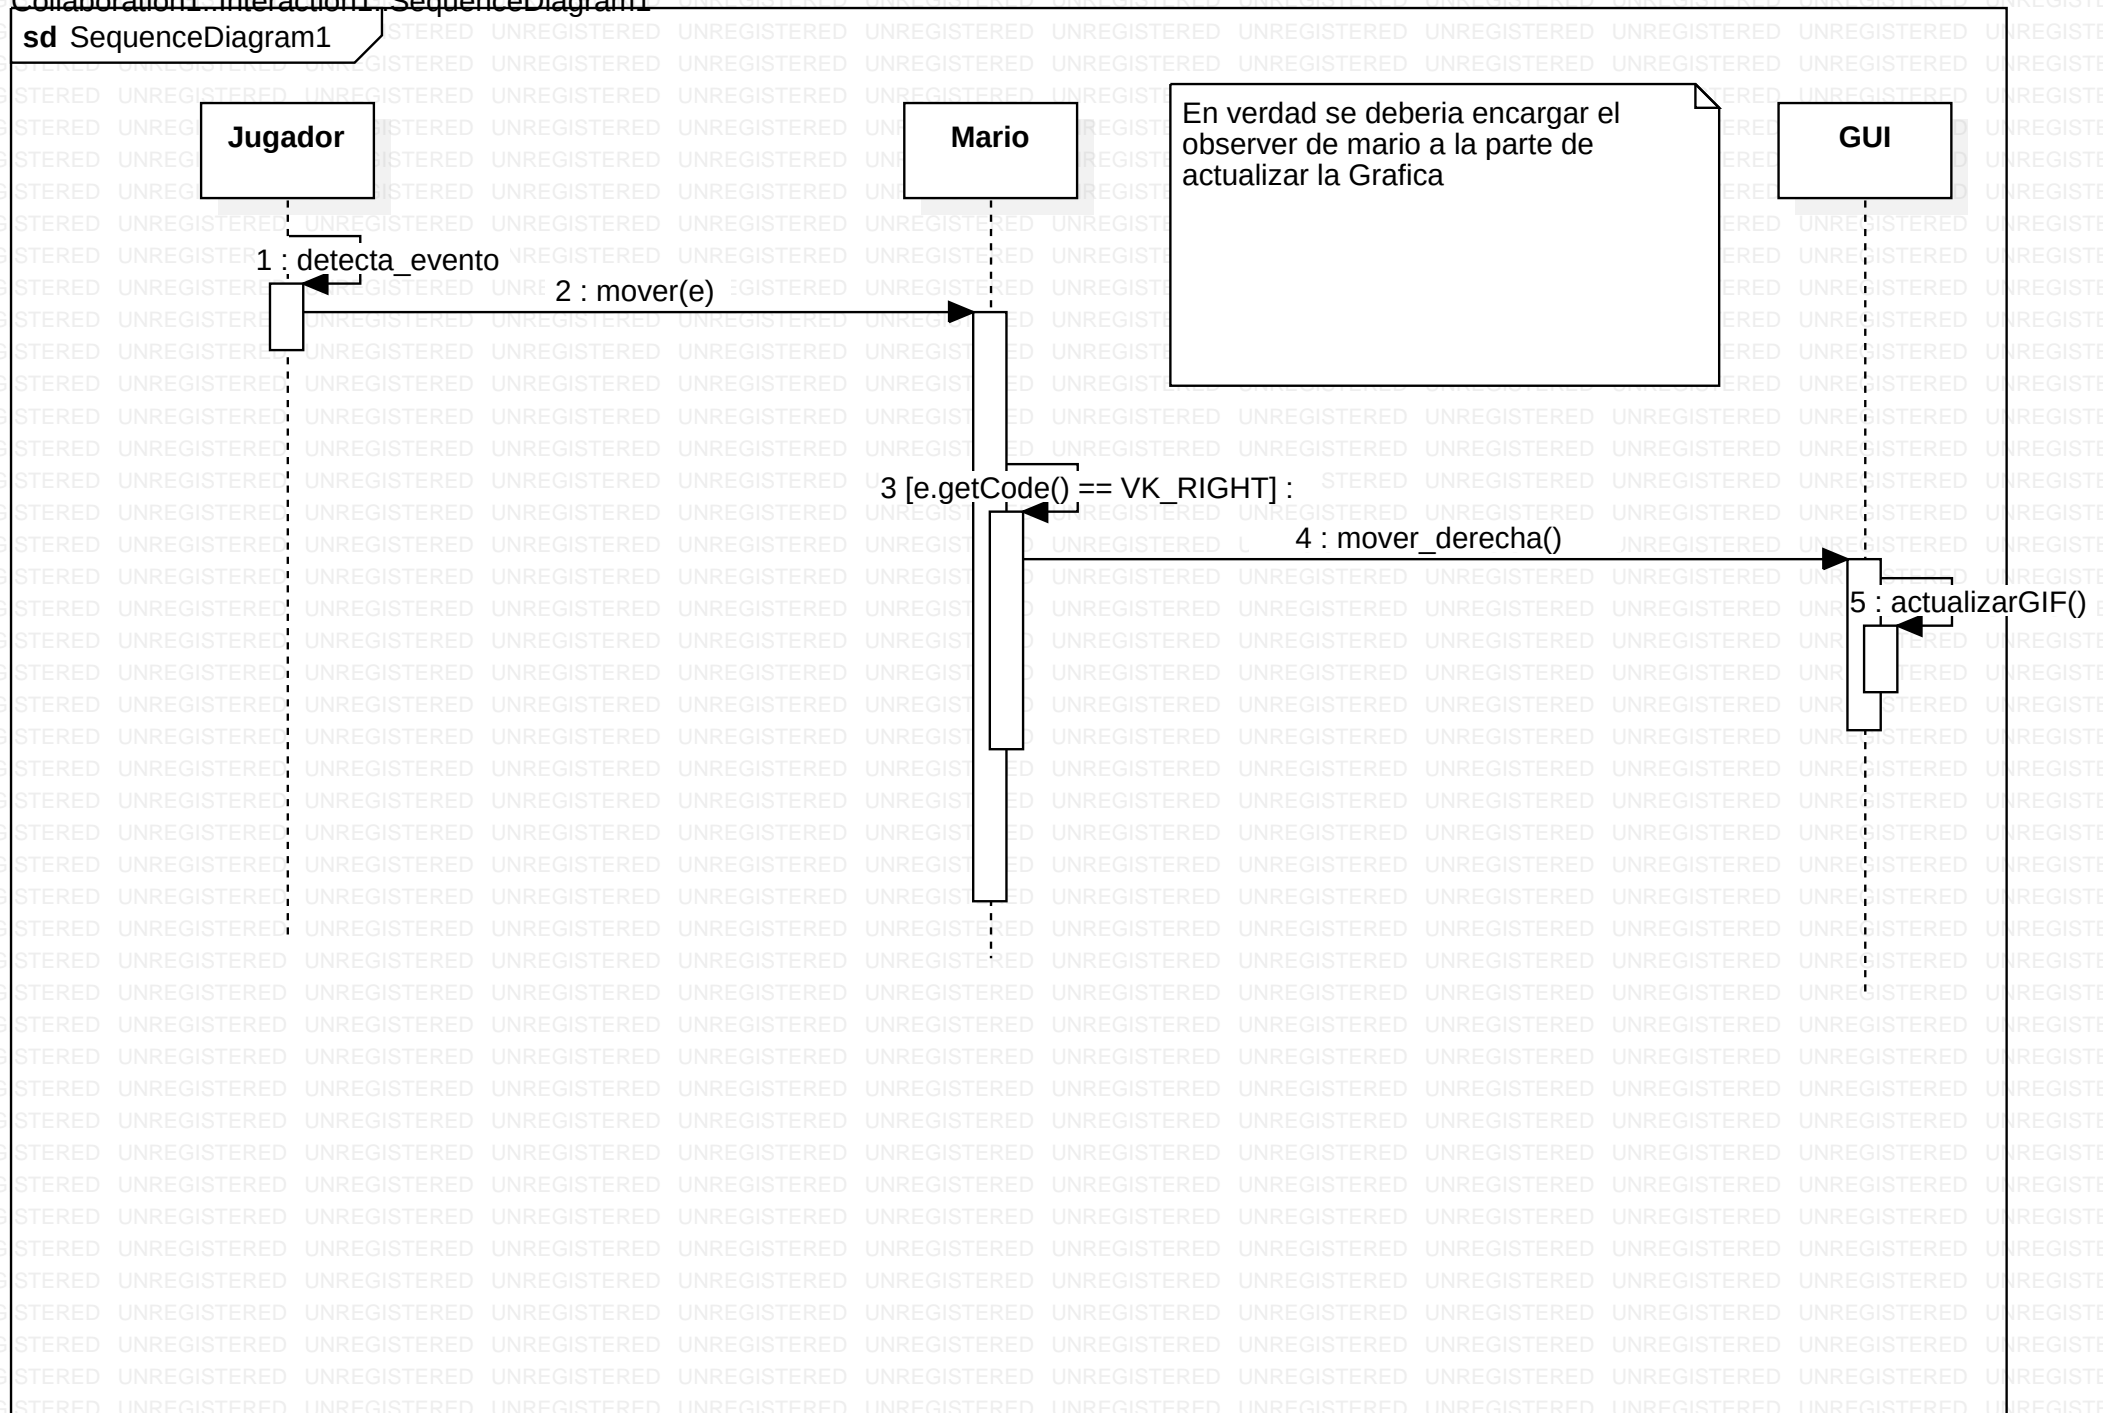 Collaboration1::Interaction1::SequenceDiagram1
sd SequenceDiagram1
Jugador
Mario
En verdad se deberia encargar el
observer de mario a la parte de
actualizar la Grafica
GUI
1 : detecta_evento
2 : mover(e)
3 [e.getCode() == VK_RIGHT] :
4 : mover_derecha()
5 : actualizarGIF()
UNREGISTERED